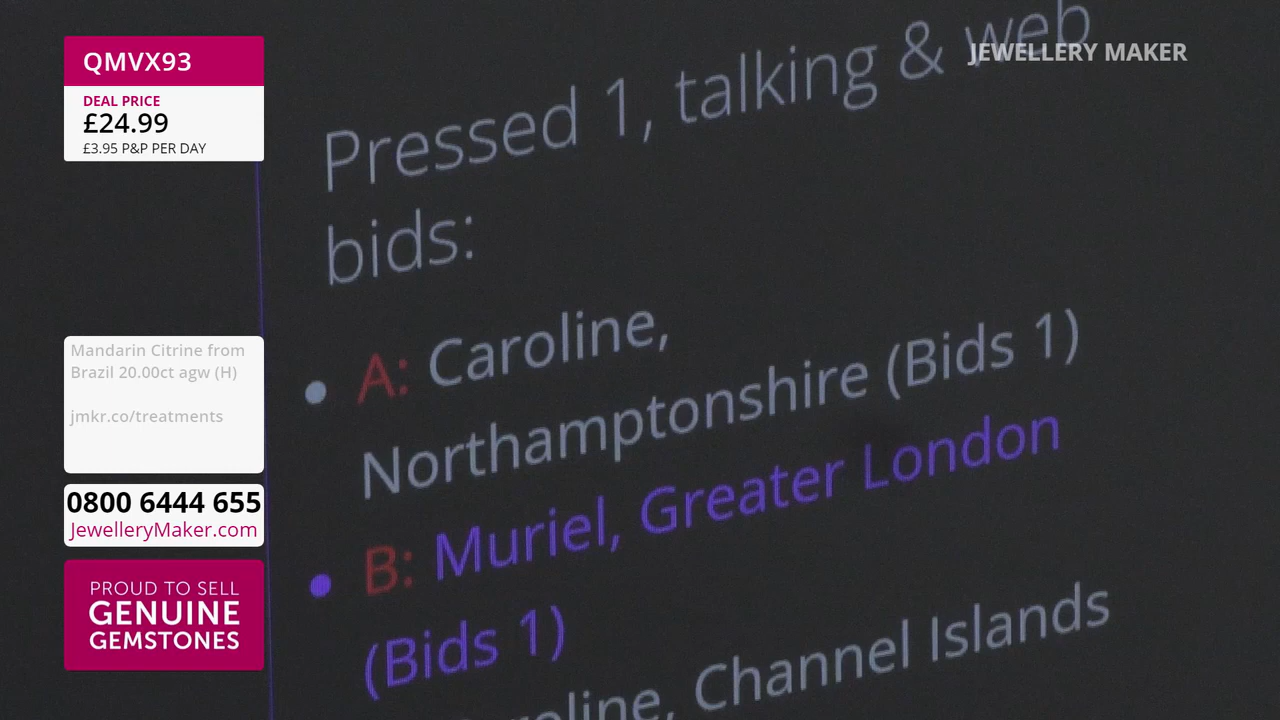 QMVX93
DEAL PRICE
£24.99
£3.95 P&P PER DAY
JEWELLERY MAKER
Pressed 1, talking & web
bids:
• A: Caroline,
Northamptonshire (Bids 1)
• B: Muriel, Greater London
(Bids 1)
Channel Islands
Mandarin Citrine from
Brazil 20.00ct agw (H)
jmkr.co/treatments
0800 6444 655
JewelleryMaker.com
PROUD TO SELL
GENUINE
GEMSTONES